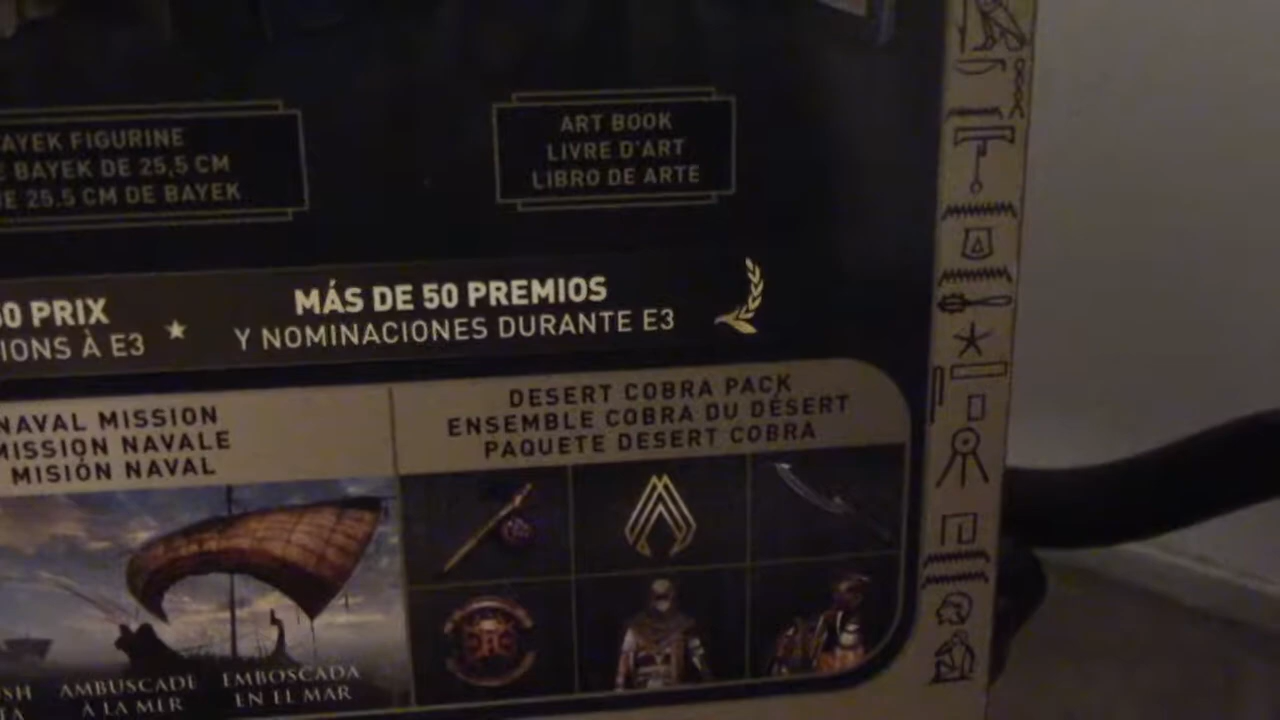 AYEK FIGURINE
E BAYEK DE 25,5 CM
DE 25.5 CM DE BAYEK
ART BOOK
LIVRE D'ART
LIBRO DE ARTE
50 PRIX
IONS À E3
MÁS DE 50 PREMIOS
Y NOMINACIONES DURANTE E3
NAVAL MISSION
MISSION NAVALE
MISIÓN NAVAL
DESERT COBRA PACK
ENSEMBLE COBRA DU DÉSERT
PAQUETE DESERT COBRA
AMBUSCADE
À LA MER
EMBOSCADA
EN EL MAR